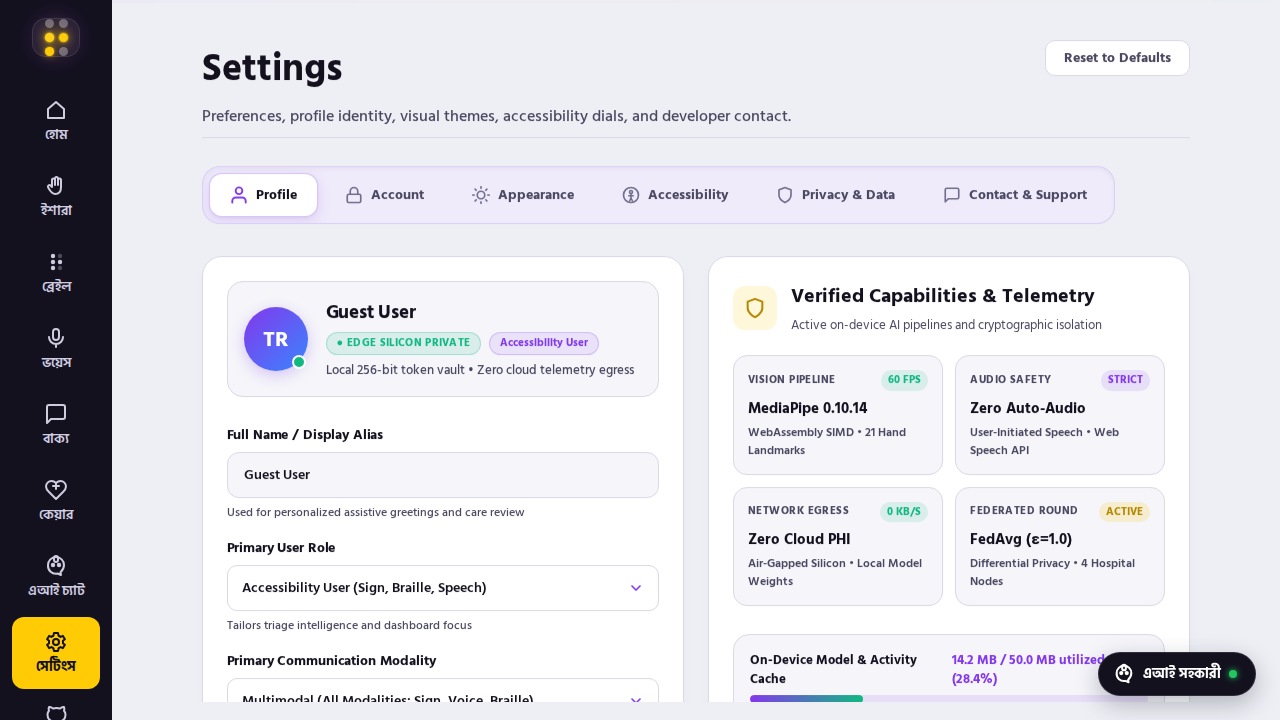 হোম
ইশারা
ব্রেইল
ভয়েস
বাক্য
কেয়ার
এআই চ্যাট
সেটিংস
Settings
Reset to Defaults
Preferences, profile identity, visual themes, accessibility dials, and developer contact.
Profile
Account
Appearance
Accessibility
Privacy & Data
Contact & Support
TR
Guest User
• EDGE SILICON PRIVATE
Accessibility User
Local 256-bit token vault • Zero cloud telemetry egress
Full Name / Display Alias
Guest User
Used for personalized assistive greetings and care review
Primary User Role
Accessibility User (Sign, Braille, Speech)
Tailors triage intelligence and dashboard focus
Primary Communication Modality
Multimodal (All Modalities: Sign, Voice, Braille)
Verified Capabilities & Telemetry
Active on-device AI pipelines and cryptographic isolation
VISION PIPELINE
60 FPS
MediaPipe 0.10.14
WebAssembly SIMD • 21 Hand
Landmarks
AUDIO SAFETY
STRICT
Zero Auto-Audio
User-Initiated Speech • Web
Speech API
NETWORK EGRESS
0 KB/S
Zero Cloud PHI
Air-Gapped Silicon • Local Model
Weights
FEDERATED ROUND
ACTIVE
FedAvg (ε=1.0)
Differential Privacy • 4 Hospital
Nodes
On-Device Model & Activity
Cache
14.2 MB / 50.0 MB utilized
(28.4%)
এআই সহকারী